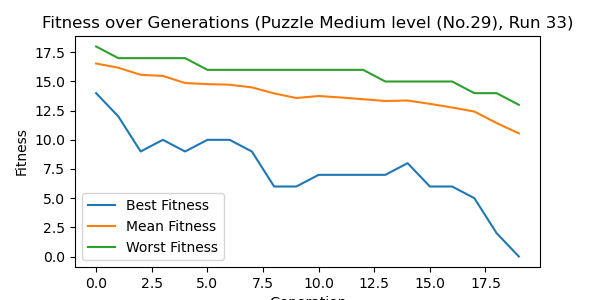 Fitness over Generations (Puzzle Medium level (No.29), Run 33)
17.5
15.0
12.5
10.0
7.5
5.0
2.5
0.0
Fitness
Best Fitness
Mean Fitness
Worst Fitness
0.0 2.5 5.0 7.5 10.0 12.5 15.0 17.5
Generation